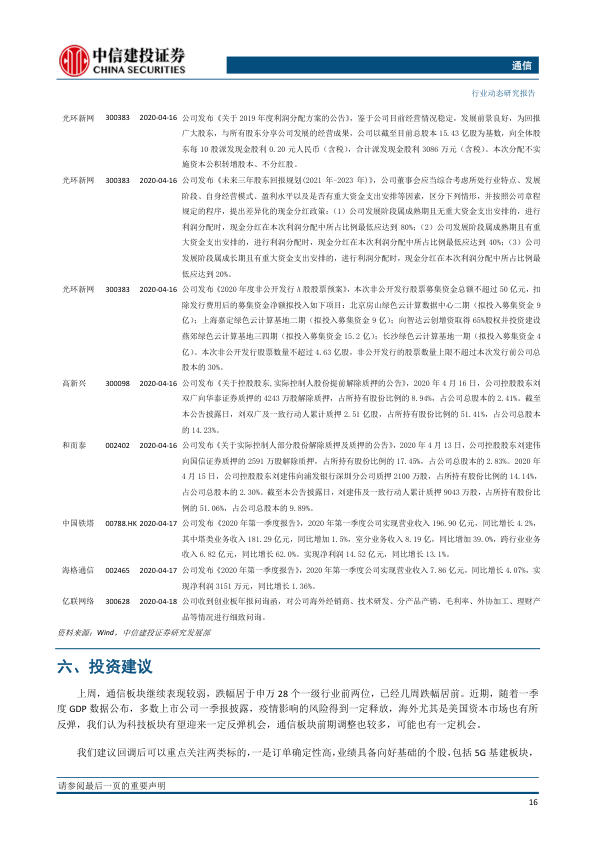 中信建投证券
CHINA SECURITIES
通信
行业动态研究报告
光环新网 300383 2020-04-16 公司发布《关于 2019 年度利润分配方案的公告》，鉴于公司目前经营情况稳定，发展前景良好，为回报
广大股东，与所有股东分享公司发展的经营成果，公司以截至目前总股本 15.43 亿股为基数，向全体股
东每 10 股派发现金股利 0.20 元人民币（含税），合计派发现金股利 3086 万元（含税）。本次分配不实
施资本公积转增股本、不分红股。
光环新网 300383 2020-04-16 公司发布《未来三年股东回报规划(2021 年-2023 年)》，公司董事会应当综合考虑所处行业特点、发展
阶段、自身经营模式、盈利水平以及是否有重大资金支出安排等因素，区分下列情形，并按照公司章程
规定的程序，提出差异化的现金分红政策：（1）公司发展阶段属成熟期且无重大资金支出安排的，进行
利润分配时，现金分红在本次利润分配中所占比例最低应达到 80%；（2）公司发展阶段属成熟期且有重
大资金支出安排的，进行利润分配时，现金分红在本次利润分配中所占比例最低应达到 40%；（3）公司
发展阶段属成长期且有重大资金支出安排的，进行利润分配时，现金分红在本次利润分配中所占比例最
低应达到 20%。
光环新网 300383 2020-04-16 公司发布《2020 年度非公开发行 A 股股票预案》，本次非公开发行股票募集资金总额不超过 50 亿元，扣
除发行费用后的募集资金净额拟投入如下项目：北京房山绿色云计算数据中心二期（拟投入募集资金 9
亿）；上海嘉定绿色云计算基地二期（拟投入募集资金 9 亿）；向智达云创增资取得 65%股权并投资建设
燕郊绿色云计算基地三四期（拟投入募集资金 15.2 亿）；长沙绿色云计算基地一期（拟投入募集资金 4
亿）。本次非公开发行股票数量不超过 4.63 亿股，非公开发行的股票数量上限不超过本次发行前公司总
股本的 30%。
高新兴 300098 2020-04-16 公司发布《关于控股股东、实际控制人股份提前解除质押的公告》，2020 年 4 月 16 日，公司控股股东刘
双广向华泰证券质押的 4243 万股解除质押，占所持有股份比例的 8.94%，占公司总股本的 2.41%。截至
本公告披露日，刘双广及一致行动人累计质押 2.51 亿股，占所持有股份比例的 51.41%，占公司总股本
的 14.23%。
和而泰 002402 2020-04-16 公司发布《关于实际控制人部分股份解除质押及质押的公告》，2020 年 4 月 13 日，公司控股股东刘建伟
向国信证券质押的 2591 万股解除质押，占所持有股份比例的 17.45%，占公司总股本的 2.83%。2020 年
4 月 15 日，公司控股股东刘建伟向浦发银行深圳分公司质押 2100 万股，占所持有股份比例的 14.14%，
占公司总股本的 2.30%。截至本公告披露日，刘建伟及一致行动人累计质押 9043 万股，占所持有股份比
例的 51.06%，占公司总股本的 9.89%。
中国铁塔 00788.HK 2020-04-17 公司发布《2020 年第一季度报告》，2020 年第一季度公司实现营业收入 196.90 亿元，同比增长 4.2%，
其中塔类业务收入 181.29 亿元，同比增加 1.5%，室分业务收入 8.19 亿，同比增加 39.0%，跨行业业务
收入 6.82 亿元，同比增长 62.0%。实现净利润 14.52 亿元，同比增长 13.1%。
海格通信 002465 2020-04-17 公司发布《2020 年第一季度报告》，2020 年第一季度公司实现营业收入 7.86 亿元，同比增长 4.07%，实
现净利润 3151 万元，同比增长 1.36%。
亿联网络 300628 2020-04-18 公司收到创业板年报问询函，对公司海外经销商、技术研发、分产品产销、毛利率、外协加工、理财产
品等情况进行细致问询。
资料来源：Wind，中信建投证券研究发展部
六、投资建议
上周，通信板块继续表现较弱，跌幅居于申万 28 个一级行业前两位，已经几周跌幅居前。近期，随着一季
度 GDP 数据公布，多数上市公司一季报披露，疫情影响的风险得到一定释放，海外尤其是美国资本市场也有所
反弹，我们认为科技板块有望迎来一定反弹机会，通信板块前期调整也较多，可能也有一定机会。
我们建议回调后可以重点关注两类标的，一是订单确定性高，业绩具备向好基础的个股，包括 5G 基建板块，
请参阅最后一页的重要声明
16